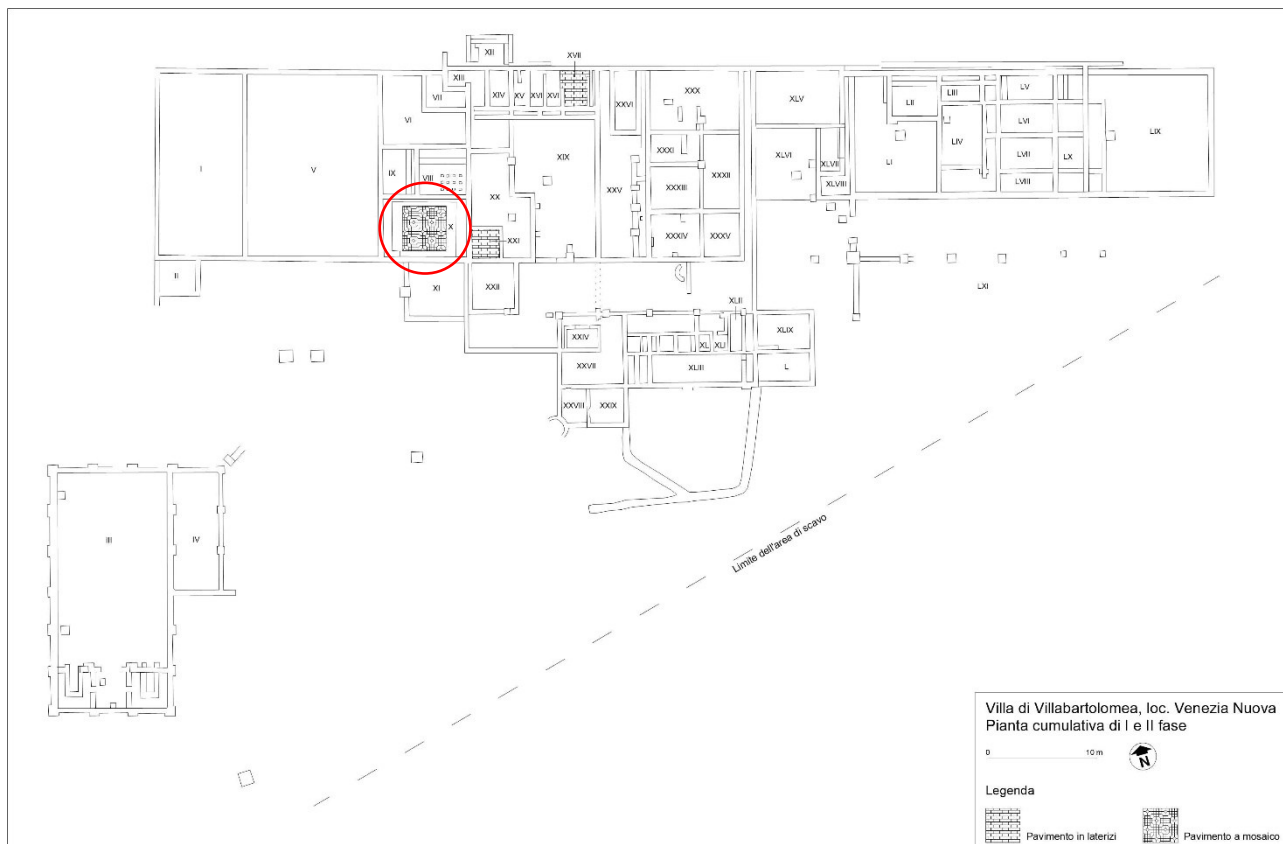 XII
XVII
XIII
XIV
XV
XVI
VII
XXVI
XXX
XLV
LII
LIII
LV
VI
LVI
I
V
XIX
XXXI
XLVI
XLVII
LI
LIV
LIX
IX
VIII
XXV
XXXIII
XXXII
XLVIII
LVII
LX
LVIII
XX
X
XXI
XXXIV
XXXV
II
XI
XXII
LXI
XLII
XXIV
XL
XLI
XLIX
XXVII
XLIII
L
XXVIII
XXIX
III
IV
Limite dell'area di scavo
Villa di Villabartolomea, loc. Venezia Nuova
Pianta cumulativa di I e II fase
0 10 m
N
Legenda
Pavimento in laterizi
Pavimento a mosaico